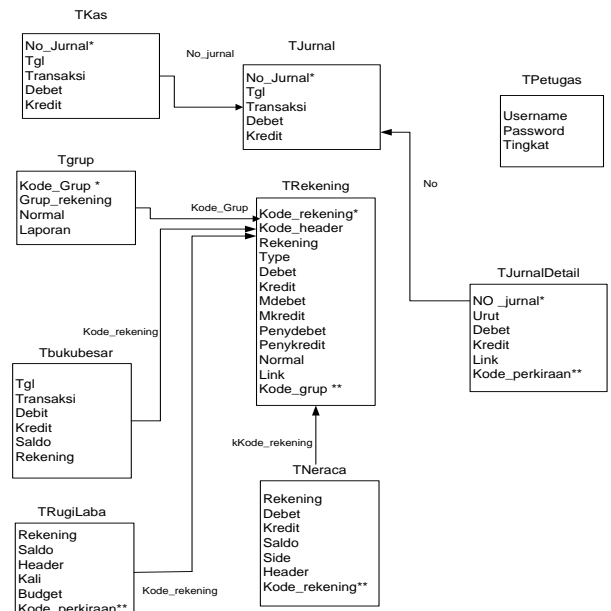 TKas
No_Jurnal*
Tgl
Transaksi
Debet
Kredit
No_jurnal
TJurnal
No_Jurnal*
Tgl
Transaksi
Debet
Kredit
TPetugas
Username
Password
Tingkat
Tgrup
Kode_Grup *
Grup_rekening
Normal
Laporan
Kode_Grup
TRekening
Kode_rekening*
Kode_header
Rekening
Type
Debet
Kredit
Mdebet
Mkredit
Penydebet
Penykredit
Normal
Link
Kode_grup **
No
TJurnalDetail
NO _jurnal*
Urut
Debet
Kredit
Link
Kode_perkiraan**
Kode_rekening
Tbukubesar
Tgl
Transaksi
Debit
Kredit
Saldo
Rekening
kKode_rekening
TNeraca
Rekening
Debet
Kredit
Saldo
Side
Header
Kode_rekening**
TRugiLaba
Rekening
Saldo
Header
Kali
Budget
Kode_perkiraan**
Kode_rekening